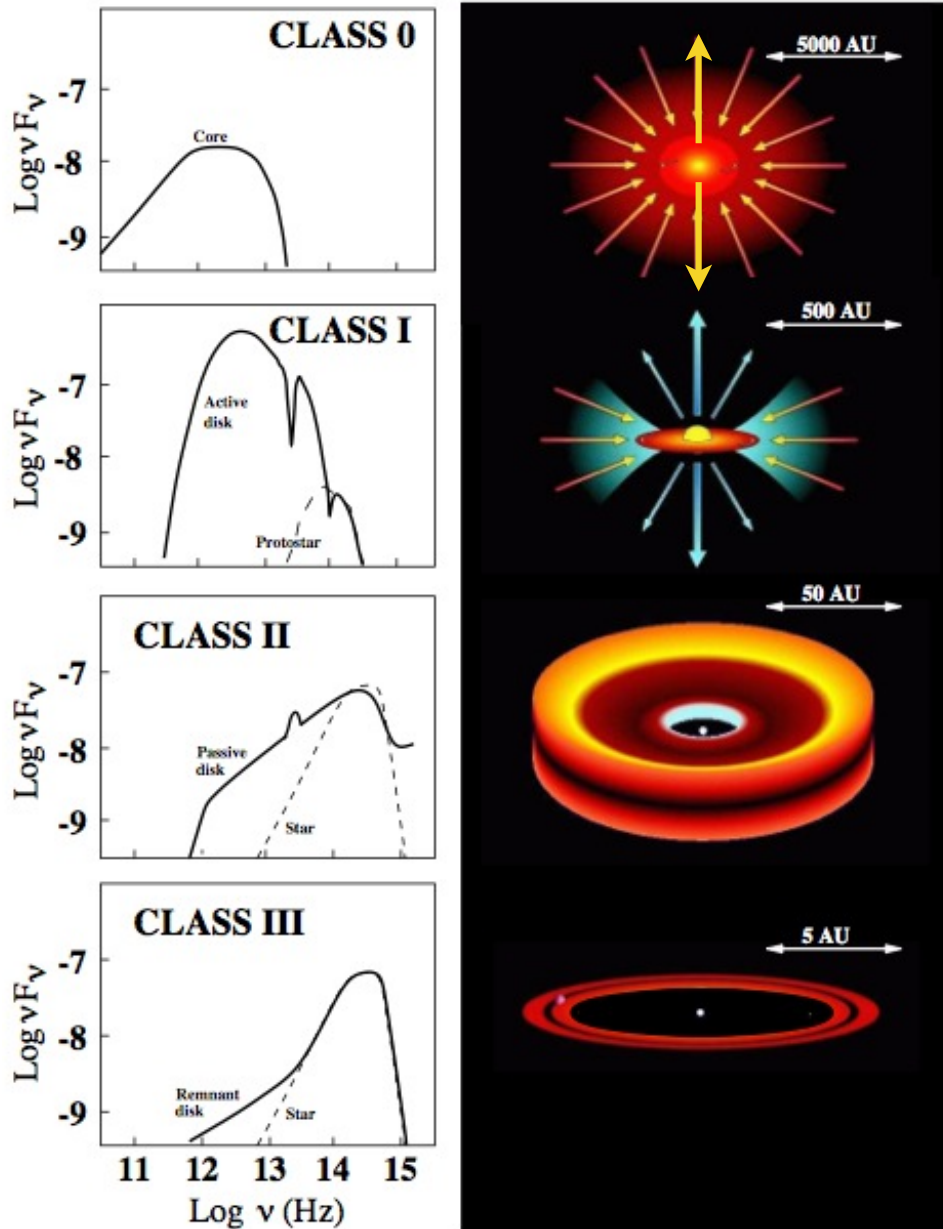 CLASS 0
5000 AU
-7
Core
-8
-9
Log νFν
CLASS I
500 AU
-7
Active
disk
-8
-9
Protostar
Log νFν
CLASS II
50 AU
-7
-8
Passive
disk
-9
Star
Log νFν
CLASS III
5 AU
-7
-8
Remnant
disk
-9
Star
Log νFν
11 12 13 14 15
Log ν (Hz)